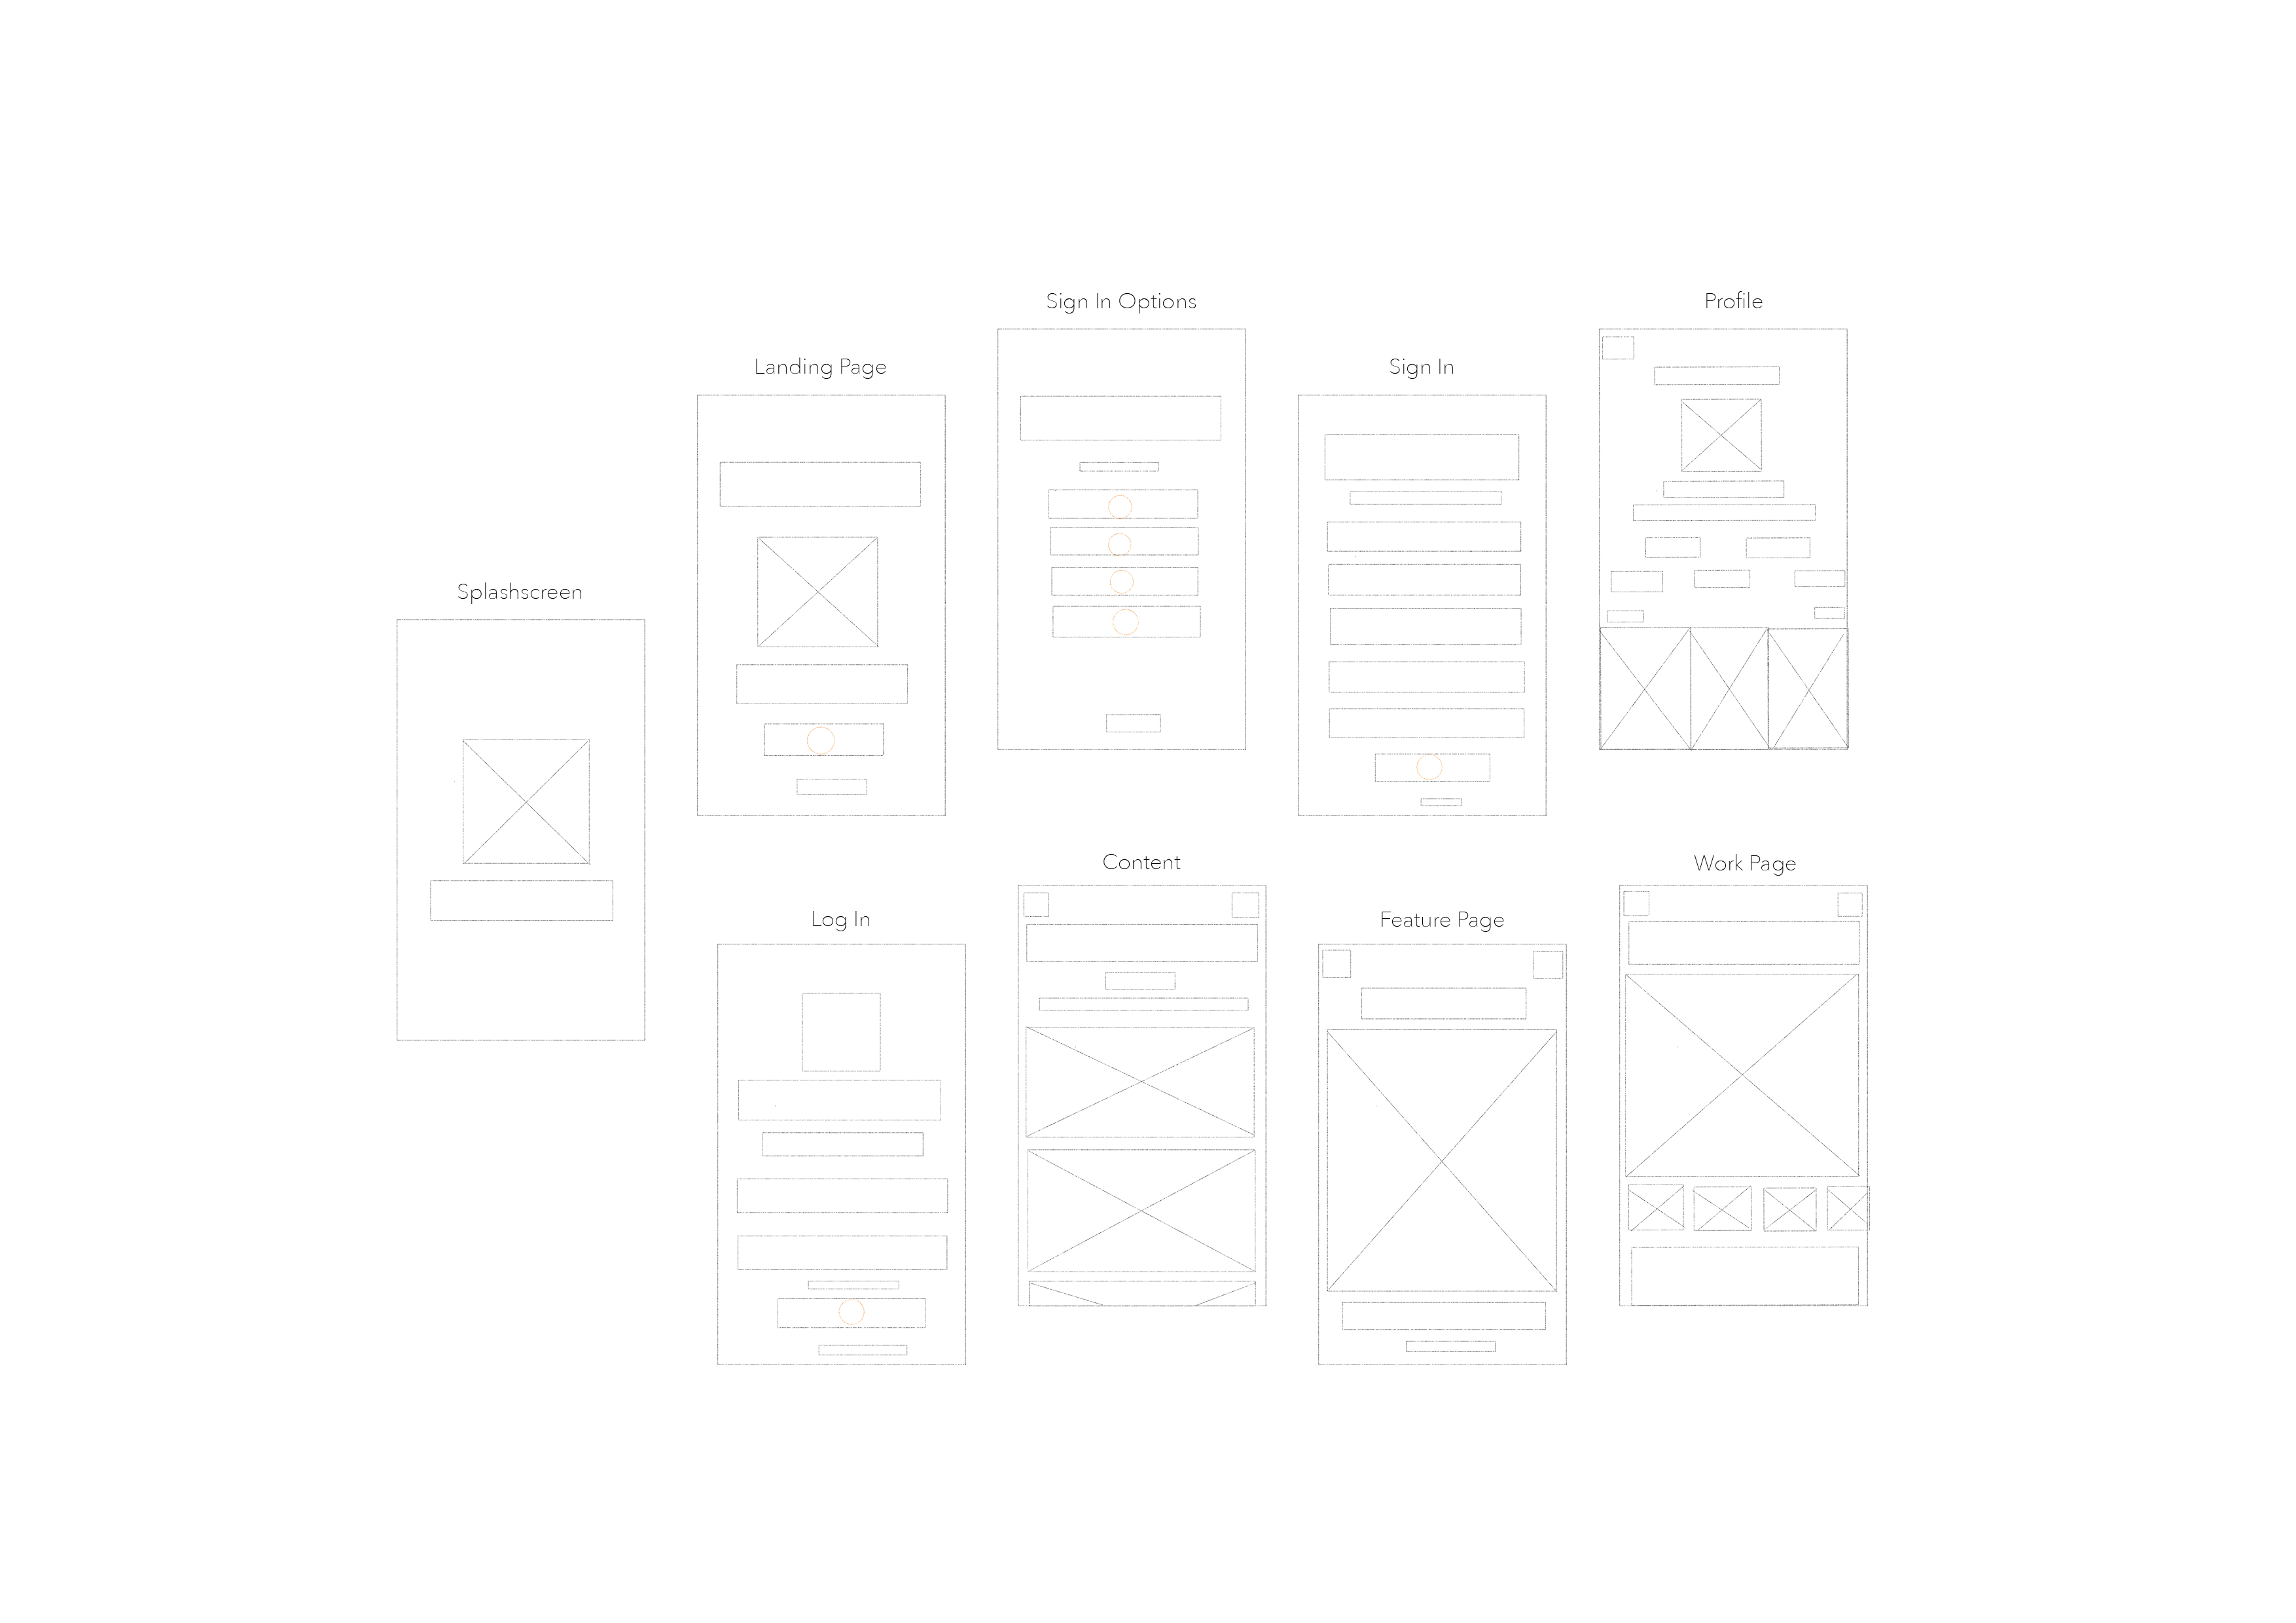 Sign In Options
Profile
Landing Page
Sign In
Splashscreen
Content
Work Page
Log In
Feature Page